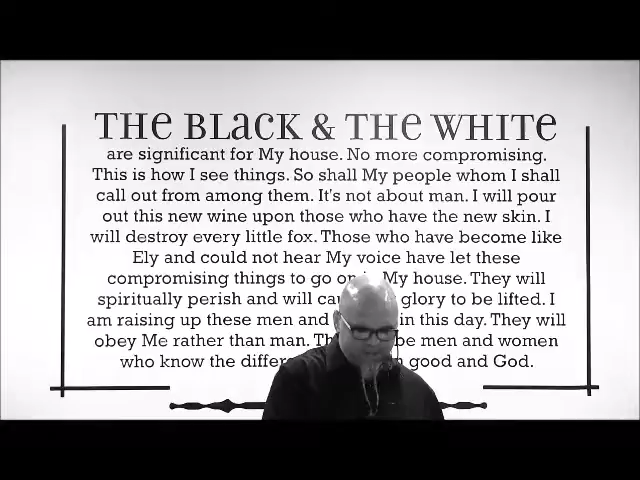 THE BLACK & THE WHITE
are significant for My house. No more compromising.
This is how I see things. So shall My people whom I shall
call out from among them. It's not about man. I will pour
out this new wine upon those who have the new skin. I
will destroy every little fox. Those who have become like
Ely and could not hear My voice have let these
compromising things to go on My house. They
spiritually perish and will glory to be lifted. I
am raising up these men and in this day. They will
obey Me rather than man. be men and women
who know the good and God.